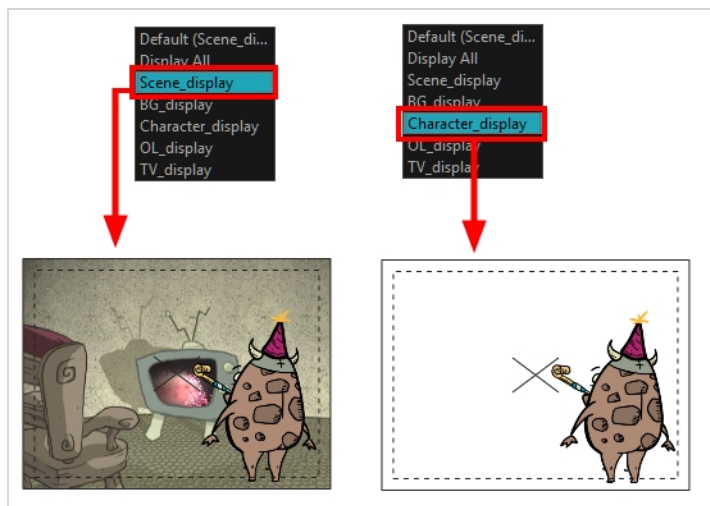 Default (Scene_di...
Display All
Scene_display
BG_display
Character_display
OL_display
TV_display
Default (Scene_di...
Display All
Scene_display
BG_display
Character_display
OL_display
TV_display